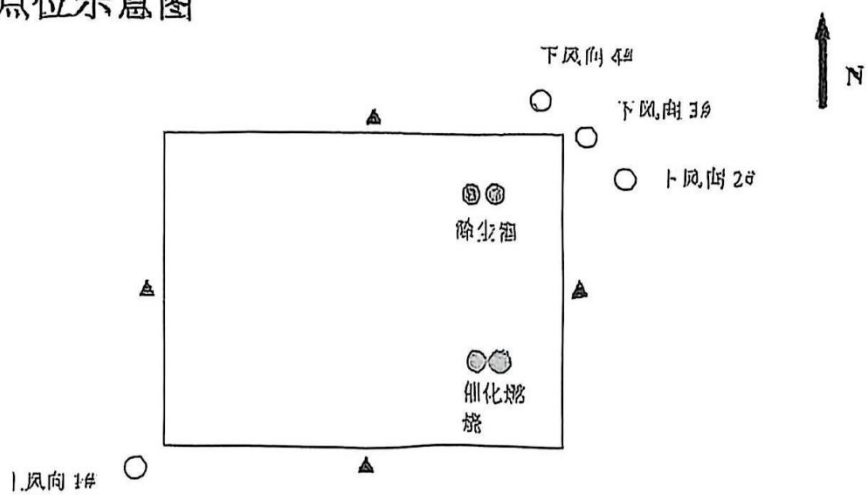 点位示意图
N
下风向 4#
下风向 3#
下风向 2#
除尘器
催化燃
烧
上风向 1#